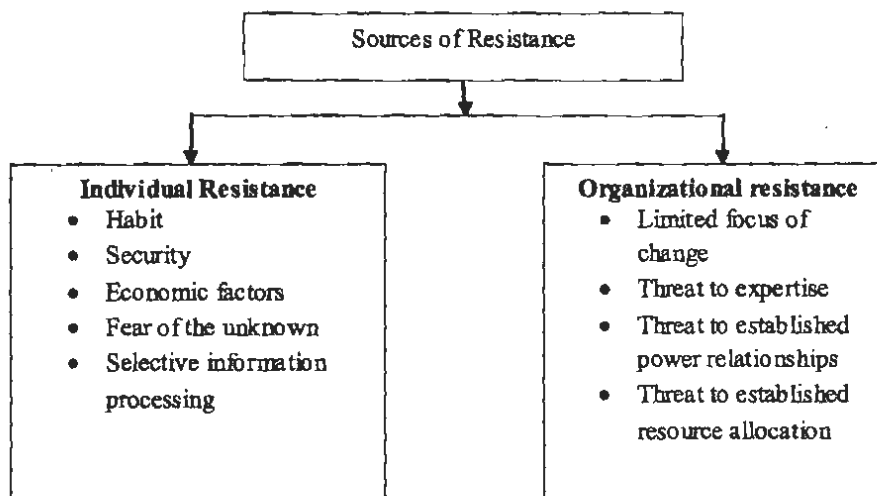 Sources of Resistance
Individual Resistance
• Habit
• Security
• Economic factors
• Fear of the unknown
• Selective information
processing
Organizational resistance
• Limited focus of
change
• Threat to expertise
• Threat to established
power relationships
• Threat to established
resource allocation